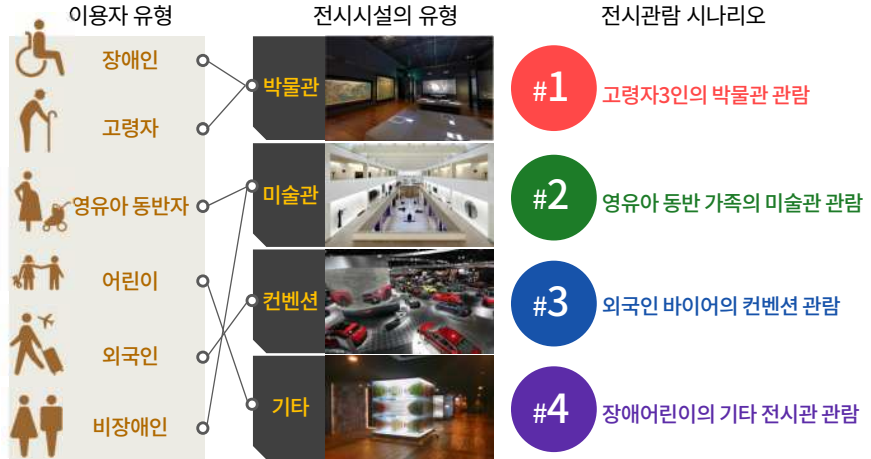 이용자 유형
전시시설의 유형
전시관람 시나리오
장애인
고령자
영유아 동반자
어린이
외국인
비장애인
박물관
미술관
컨벤션
기타
#1 고령자3인의 박물관 관람
#2 영유아 동반 가족의 미술관 관람
#3 외국인 바이어의 컨벤션 관람
#4 장애어린이의 기타 전시관 관람